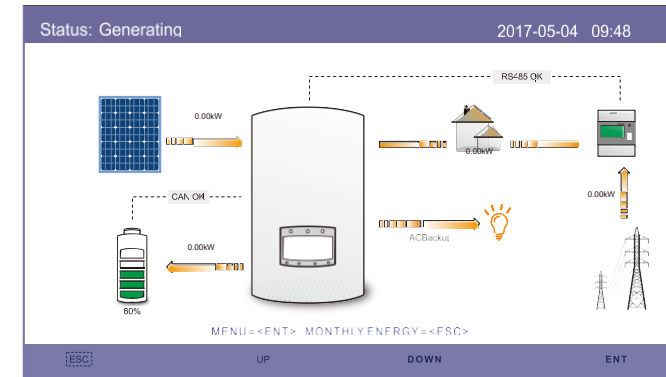 Status: Generating 2017-05-04 09:48
RS485 OK
0.00kW
0.00kW
CAN OK
0.00kW
0.00kW
ACBackup
60%
MENU=<ENT> MONTHLY ENERGY=<ESC>
ESC UP DOWN ENT